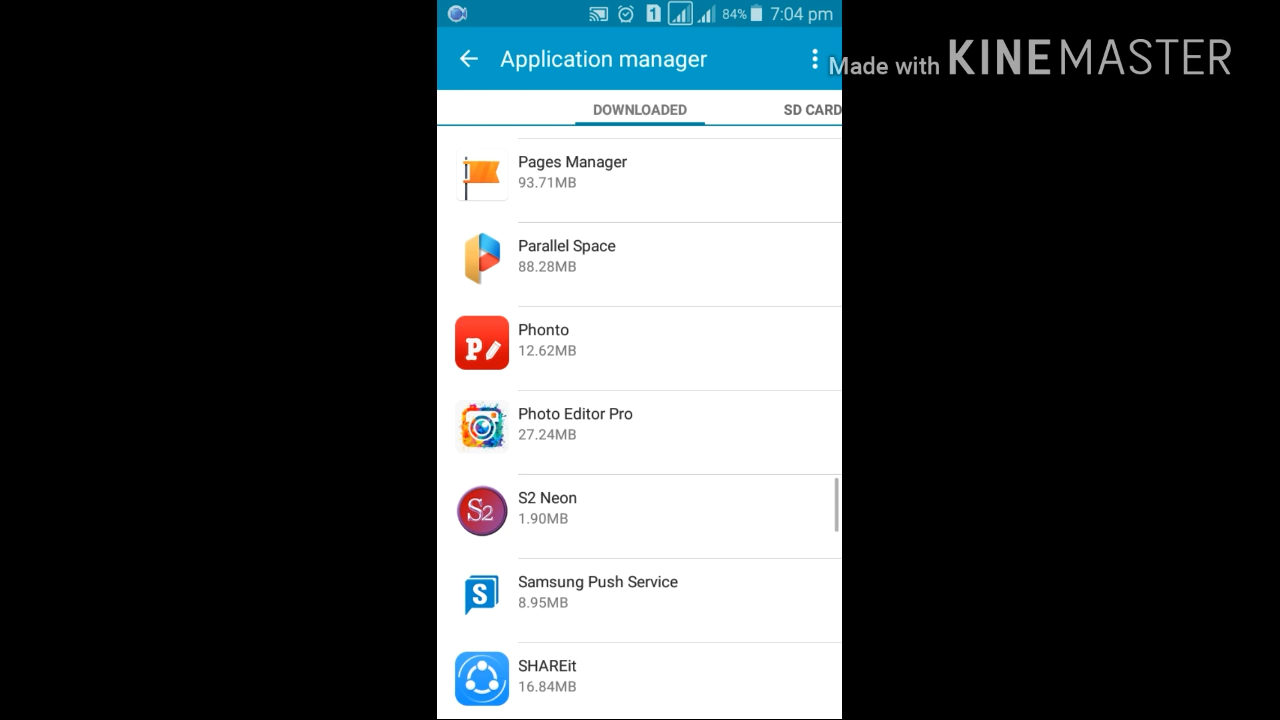 84% 7:04 pm
Application manager
Made with KINEMASTER
DOWNLOADED SD CARD
Pages Manager
93.71MB
Parallel Space
88.28MB
Phonto
12.62MB
Photo Editor Pro
27.24MB
S2 Neon
1.90MB
Samsung Push Service
8.95MB
SHAREit
16.84MB